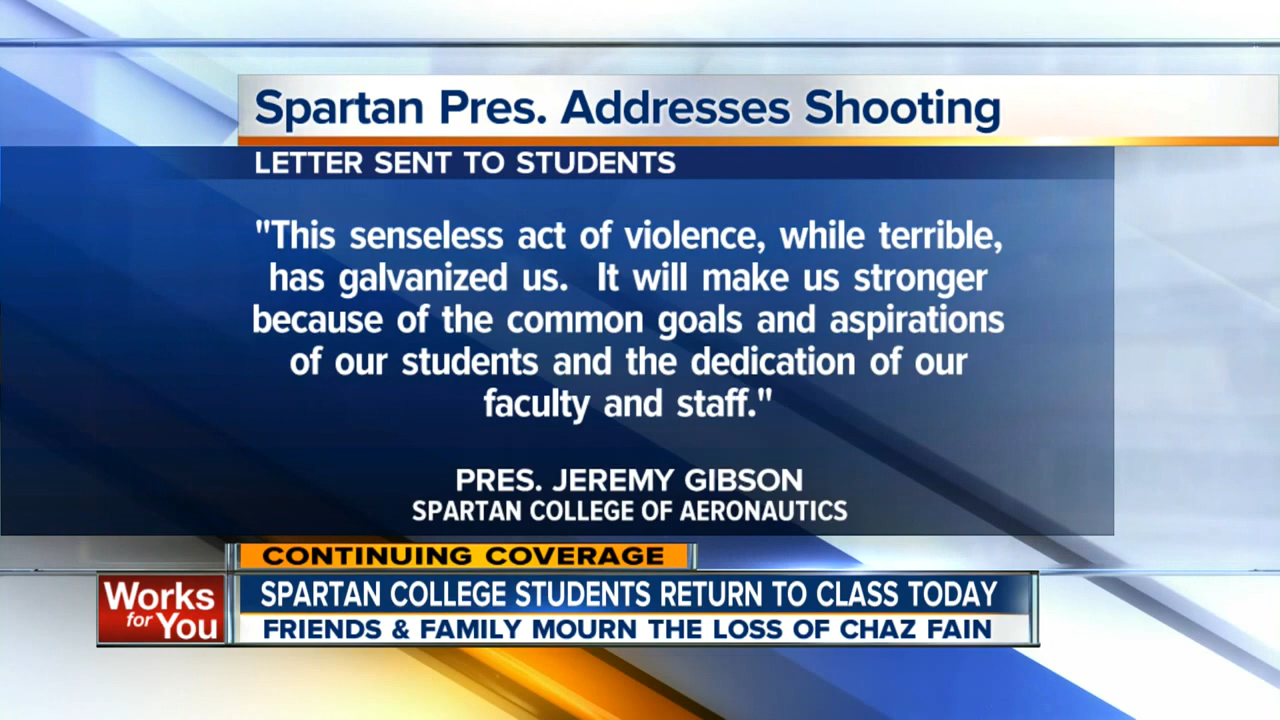 Spartan Pres. Addresses Shooting
LETTER SENT TO STUDENTS
"This senseless act of violence, while terrible,
has galvanized us.  It will make us stronger
because of the common goals and aspirations
of our students and the dedication of our
faculty and staff."
PRES. JEREMY GIBSON
SPARTAN COLLEGE OF AERONAUTICS
CONTINUING COVERAGE
Works
for
You
SPARTAN COLLEGE STUDENTS RETURN TO CLASS TODAY
FRIENDS & FAMILY MOURN THE LOSS OF CHAZ FAIN